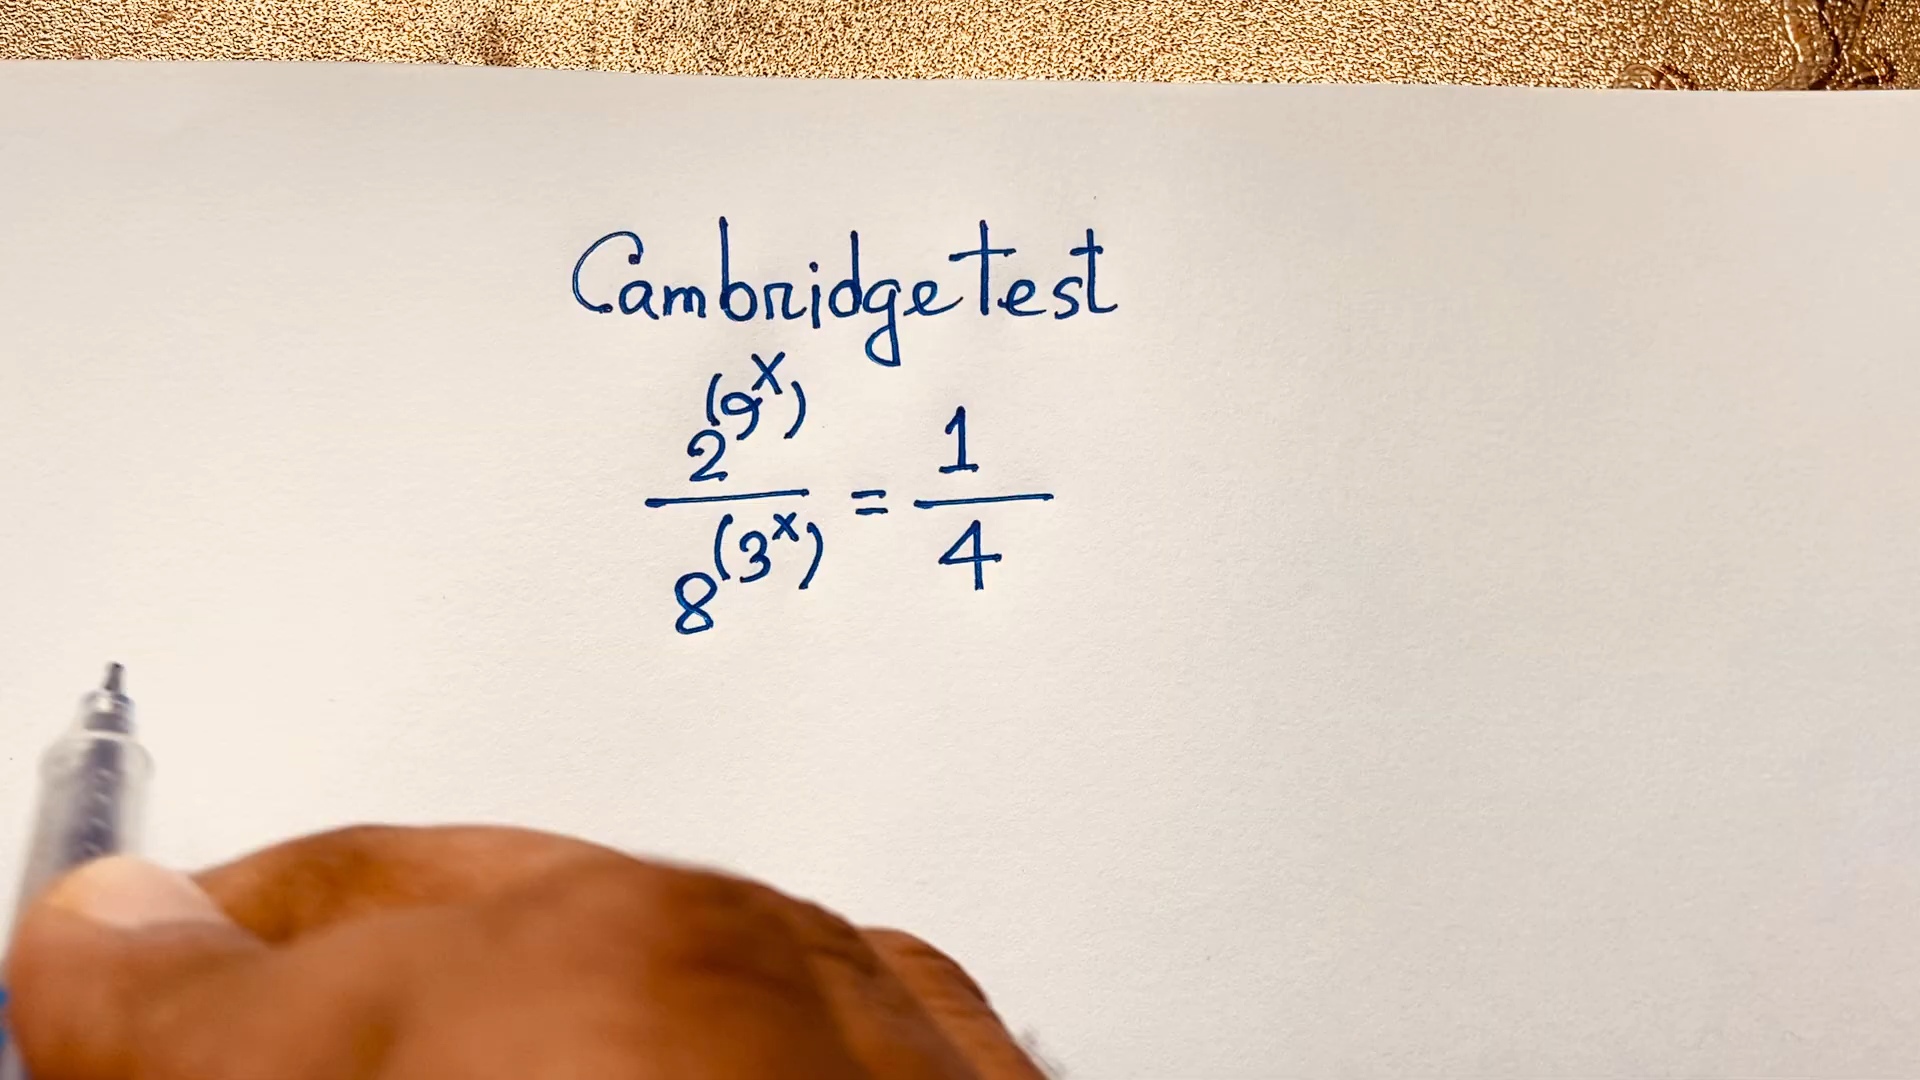 Cambridge Test
2^(9^x) / 8^(3^x) = 1/4